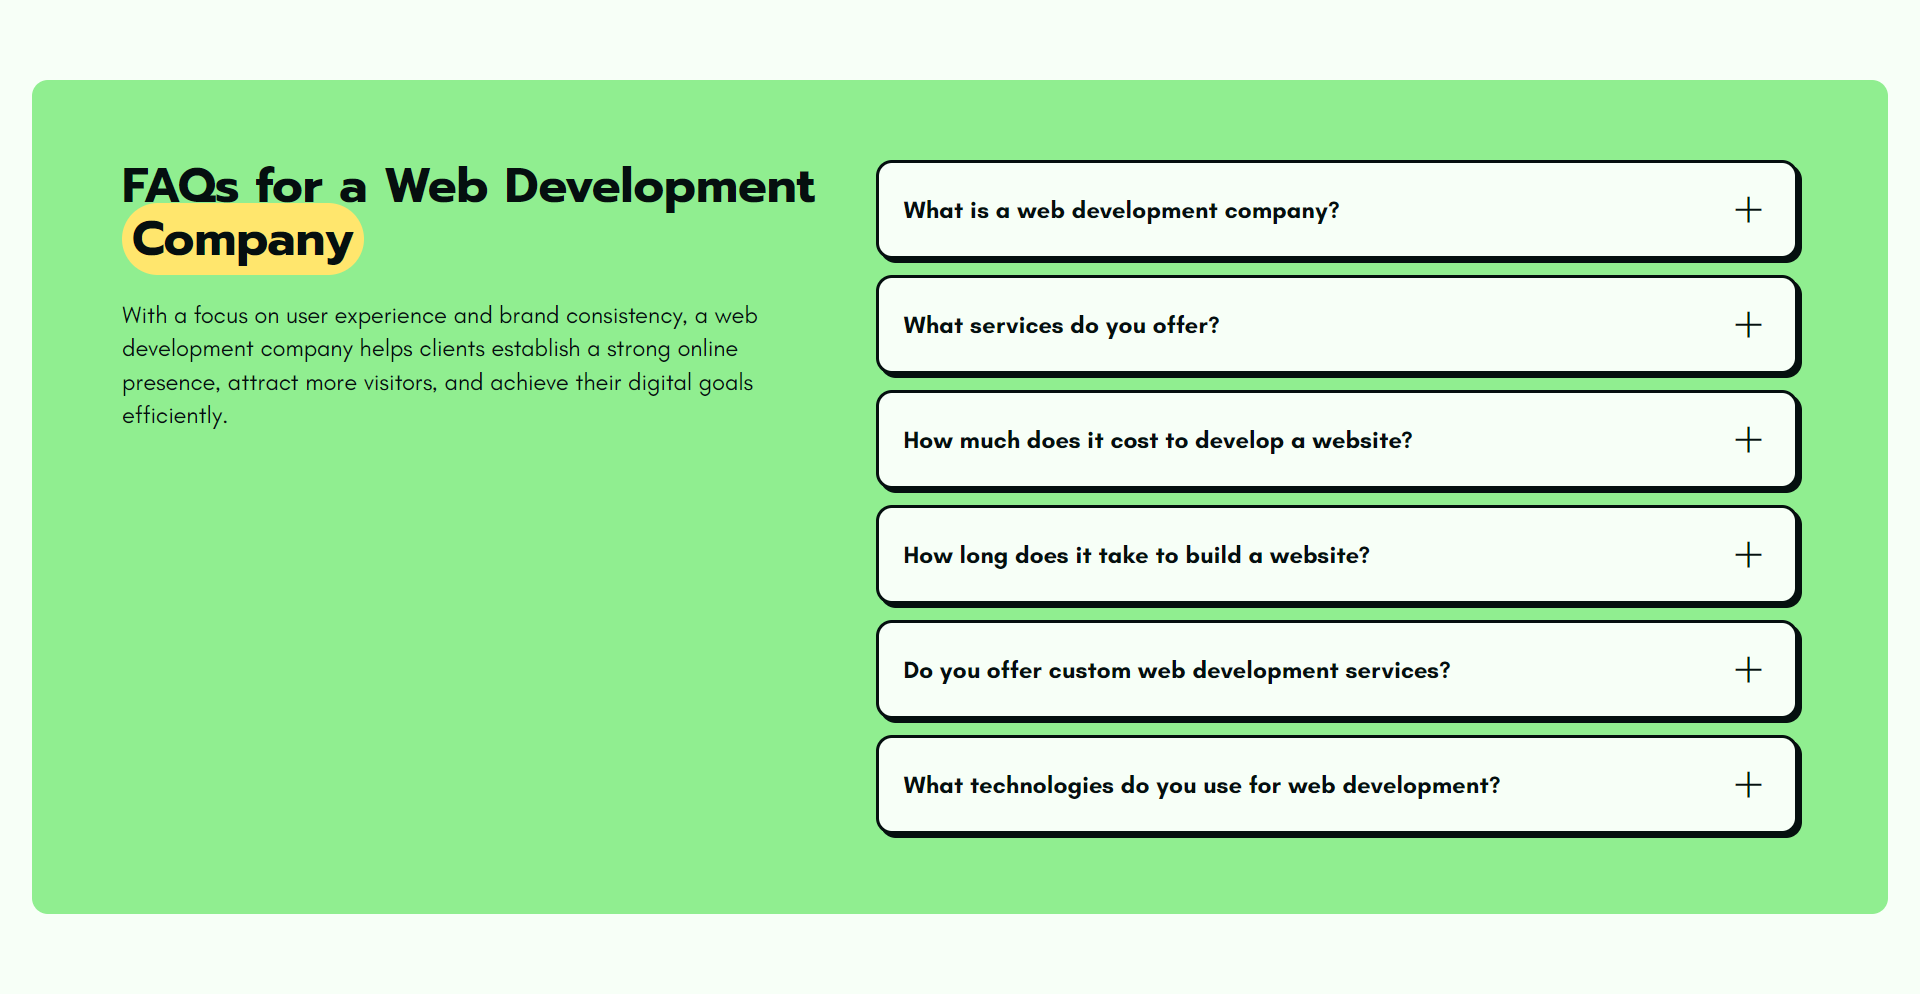 FAQs for a Web Development
Company
With a focus on user experience and brand consistency, a web
development company helps clients establish a strong online
presence, attract more visitors, and achieve their digital goals
efficiently.
What is a web development company?
What services do you offer?
How much does it cost to develop a website?
How long does it take to build a website?
Do you offer custom web development services?
What technologies do you use for web development?